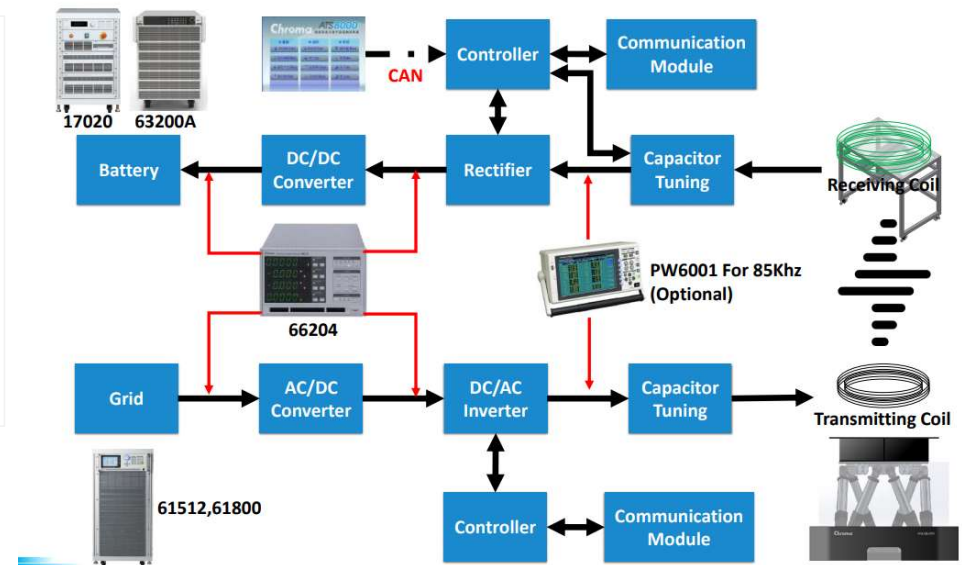 Chroma ATS6000
CAN
Controller
Communication
Module
17020
63200A
Battery
DC/DC
Converter
Rectifier
Capacitor
Tuning
Receiving Coil
66204
PW6001 For 85Khz
(Optional)
Grid
AC/DC
Converter
DC/AC
Inverter
Capacitor
Tuning
Transmitting Coil
61512,61800
Controller
Communication
Module
Chroma